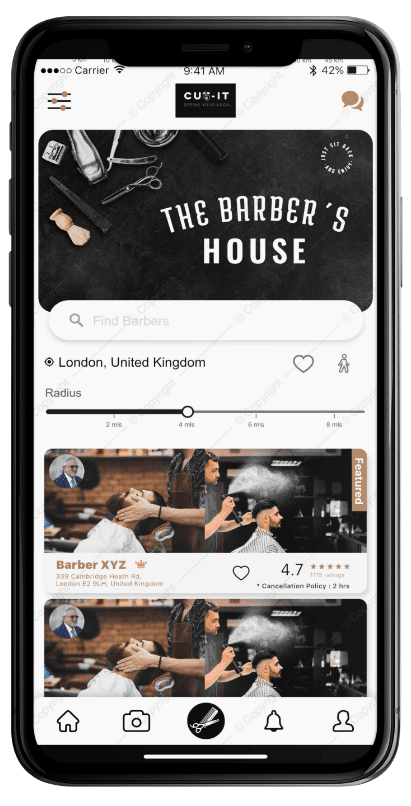 Carrier
9:41 AM
42%
CUT-IT
DEFINE YOUR LOOK
JUST SIT BACK
AND ENJOY
THE BARBER´S
HOUSE
Find Barbers
London, United Kingdom
Radius
2 mls
4 mls
6 mls
8 mls
Featured
Barber XYZ
339 Cambridge Heath Rd,
London E2 9LH, United Kingdom
4.7
1115 ratings
* Cancellation Policy : 2 hrs
© Copyright